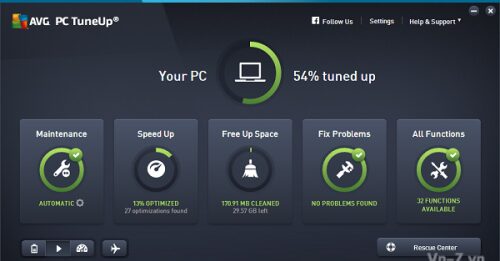 AVG PC TuneUp®
Follow Us
Settings
Help & Support
Your PC
54% tuned up
Maintenance
AUTOMATIC
Speed Up
13% OPTIMIZED
27 optimizations found
Free Up Space
170.91 MB CLEANED
29.57 GB left
Fix Problems
NO PROBLEMS FOUND
All Functions
32 FUNCTIONS
AVAILABLE
Rescue Center
Vn-Z.vn